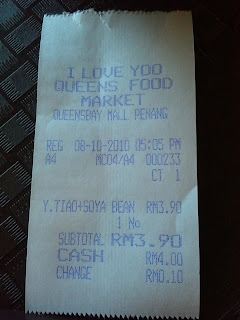 I LOVE YOO
QUEENS FOOD
MARKET
QUEENSBAY MALL PENANG
REG 08-10-2010 05:05 PM
A4 MC04/A4 000233
CT 1
Y.TIAO+SOYA BEAN RM3.90
1 No
SUBTOTAL RM3.90
CASH RM4.00
CHANGE RM0.10